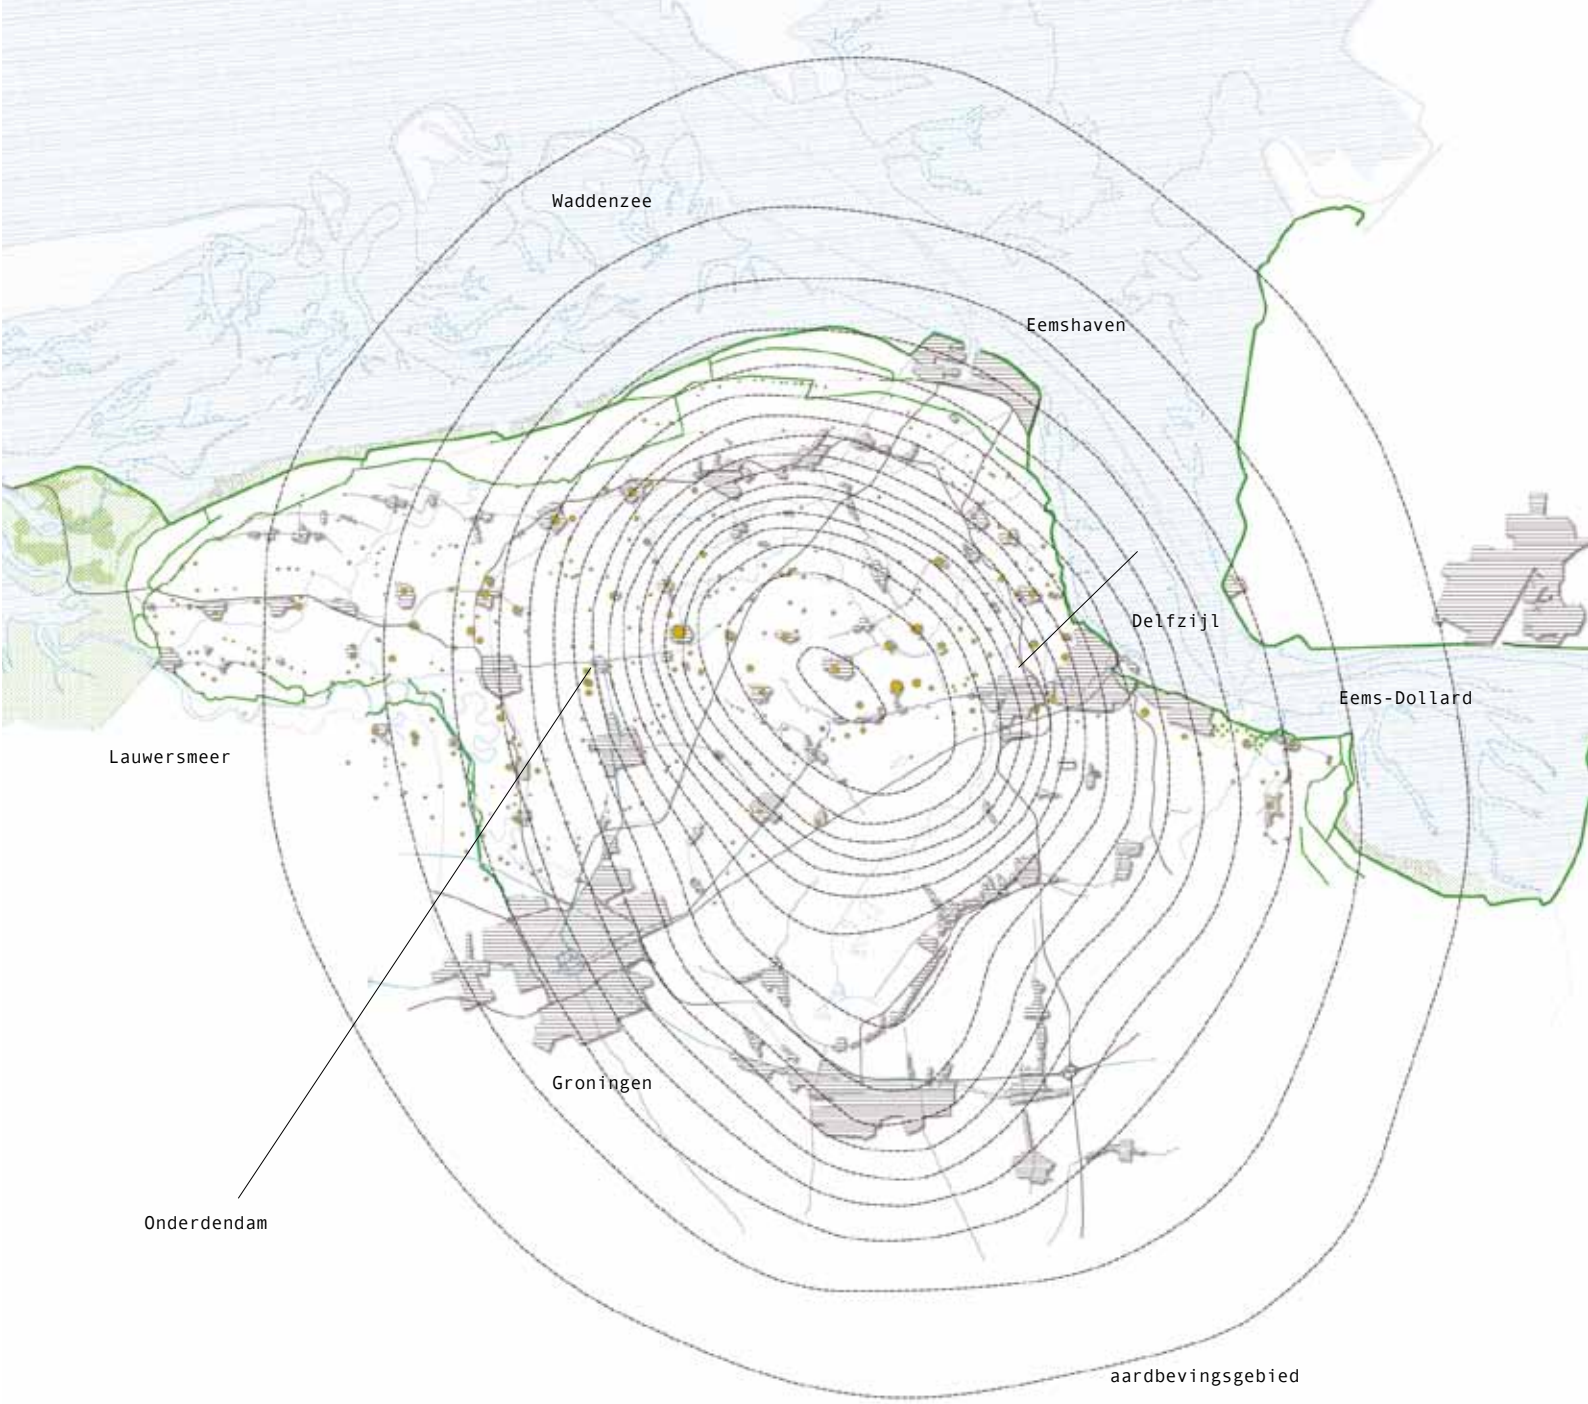 Waddenzee
Eemshaven
Delfzijl
Eems-Dollard
Lauwersmeer
Groningen
Onderdendam
aardbevingsgebied